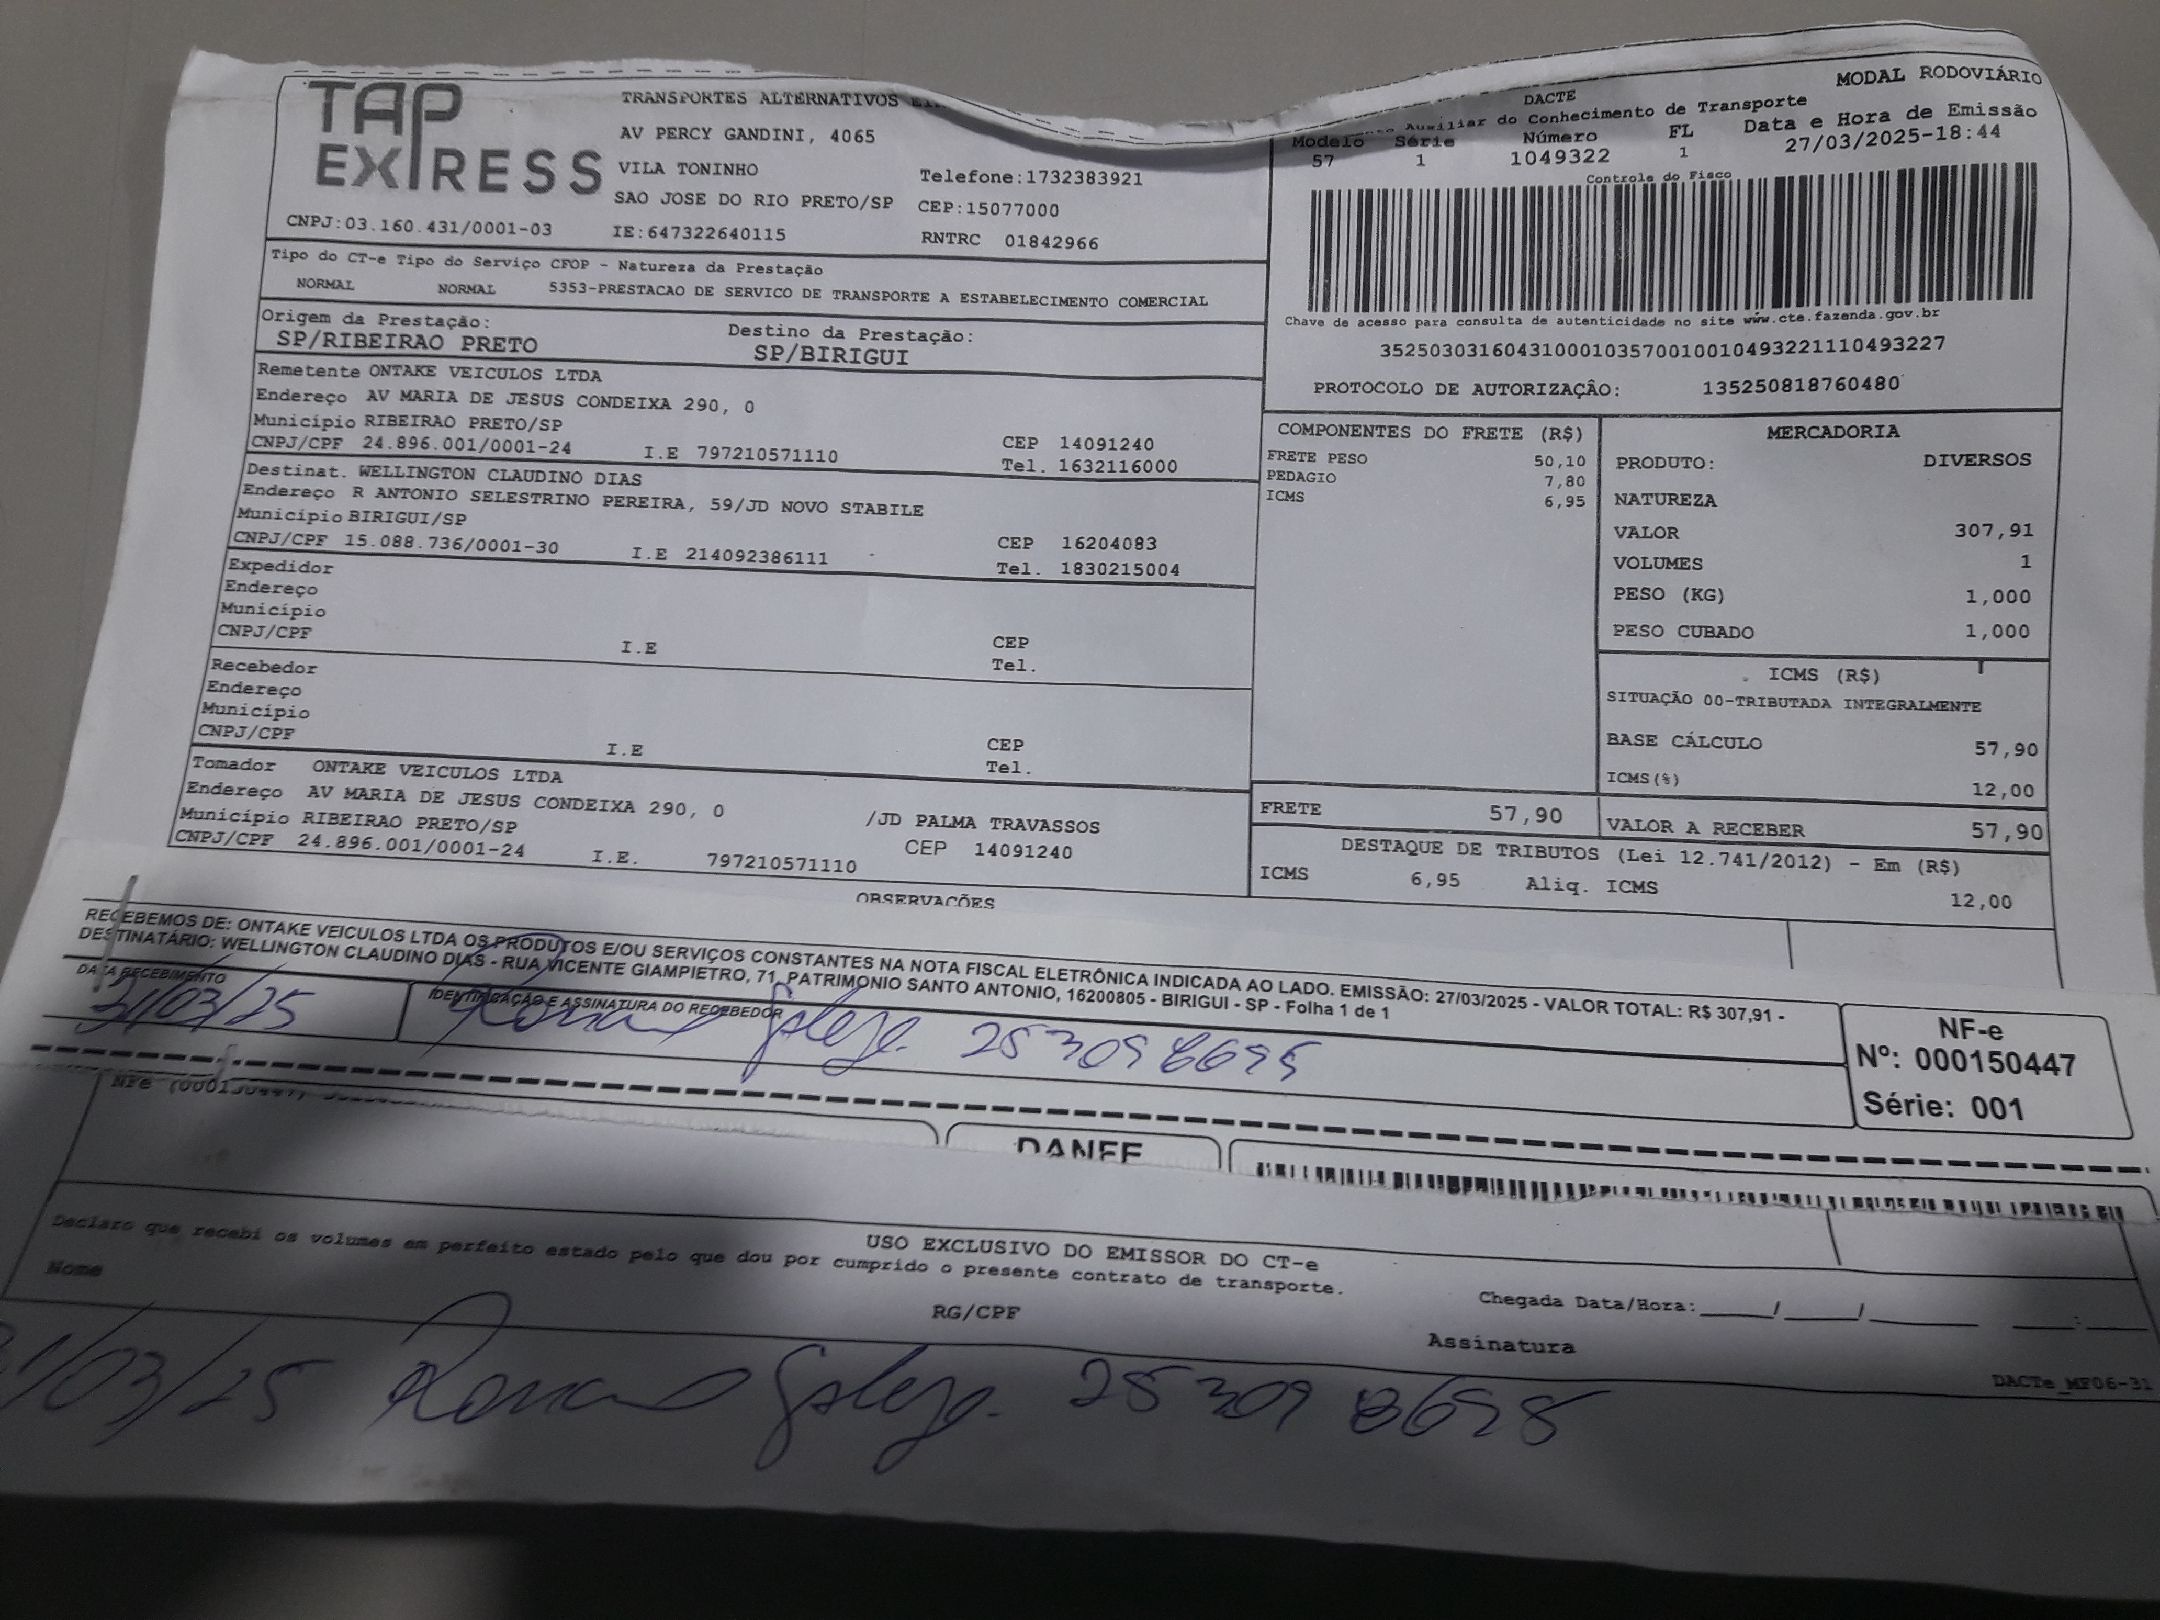 TAP EXPRESS
TRANSPORTES ALTERNATIVOS
AV PERCY GANDINI, 4065
VILA TONINHO
Telefone:1732383921
SAO JOSE DO RIO PRETO/SP CEP:15077000
CNPJ:03.160.431/0001-03 IE:647322640115 RNTRC 01842966
MODAL RODOVIÁRIO
DACTE
Auxiliar do Conhecimento de Transporte
Modelo Série Número FL Data e Hora de Emissão
57 1 1049322 1 27/03/2025-18:44
Controle do Fisco
Chave de acesso para consulta de autenticidade no site www.cte.fazenda.gov.br
35250303160431000103570010010493221110493227
PROTOCOLO DE AUTORIZAÇÃO: 135250818760480
Tipo do CT-e Tipo do Serviço CFOP - Natureza da Prestação
NORMAL NORMAL 5353-PRESTACAO DE SERVICO DE TRANSPORTE A ESTABELECIMENTO COMERCIAL
Origem da Prestação: Destino da Prestação:
SP/RIBEIRAO PRETO SP/BIRIGUI
Remetente ONTAKE VEICULOS LTDA
Endereço AV MARIA DE JESUS CONDEIXA 290, 0
Município RIBEIRAO PRETO/SP CEP 14091240
CNPJ/CPF 24.896.001/0001-24 I.E 797210571110 Tel. 1632116000
Destinat. WELLINGTON CLAUDINO DIAS
Endereço R ANTONIO SELESTRINO PEREIRA, 59/JD NOVO STABILE
Município BIRIGUI/SP CEP 16204083
CNPJ/CPF 15.088.736/0001-30 I.E 214092386111 Tel. 1830215004
Expedidor
Endereço
Município CEP
CNPJ/CPF I.E Tel.
Recebedor
Endereço
Município CEP
CNPJ/CPF I.E Tel.
Tomador ONTAKE VEICULOS LTDA
Endereço AV MARIA DE JESUS CONDEIXA 290, 0 /JD PALMA TRAVASSOS
Município RIBEIRAO PRETO/SP CEP 14091240
CNPJ/CPF 24.896.001/0001-24 I.E. 797210571110
COMPONENTES DO FRETE (R$)
FRETE PESO 50,10
PEDAGIO 7,80
ICMS 6,95
MERCADORIA
PRODUTO: DIVERSOS
NATUREZA
VALOR 307,91
VOLUMES 1
PESO (KG) 1,000
PESO CUBADO 1,000
ICMS (R$)
SITUAÇÃO 00-TRIBUTADA INTEGRALMENTE
BASE CÁLCULO 57,90
ICMS(%) 12,00
FRETE 57,90 VALOR A RECEBER 57,90
DESTAQUE DE TRIBUTOS (Lei 12.741/2012) - Em (R$)
ICMS 6,95 Aliq. ICMS 12,00
OBSERVAÇÕES
RECEBEMOS DE: ONTAKE VEICULOS LTDA OS PRODUTOS E/OU SERVIÇOS CONSTANTES NA NOTA FISCAL ELETRÔNICA INDICADA AO LADO. EMISSÃO: 27/03/2025 - VALOR TOTAL: R$ 307,91 -
DESTINATÁRIO: WELLINGTON CLAUDINO DIAS - RUA VICENTE GIAMPIETRO, 71, PATRIMONIO SANTO ANTONIO, 16200805 - BIRIGUI - SP - Folha 1 de 1
DATA RECEBIMENTO IDENTIFICAÇÃO E ASSINATURA DO RECEBEDOR
31/03/25
NF-e
Nº: 000150447
Série: 001
NFe (000150447)
DANFE
USO EXCLUSIVO DO EMISSOR DO CT-e
Declaro que recebi os volumes em perfeito estado pelo que dou por cumprido o presente contrato de transporte.
Nome RG/CPF Assinatura Chegada Data/Hora:____/____/______ ___:___
DACTe_MF06-31
1/03/25